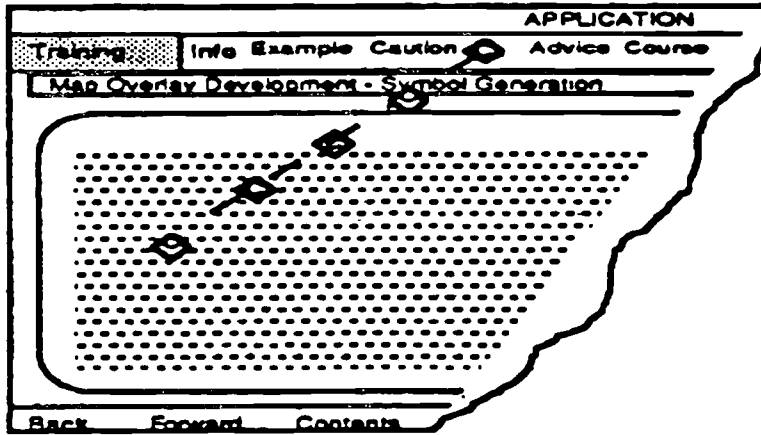 APPLICATION
Training Info Example Caution Advice Course
Map Overlay Development - Symbol Generation
Back Forward Contents